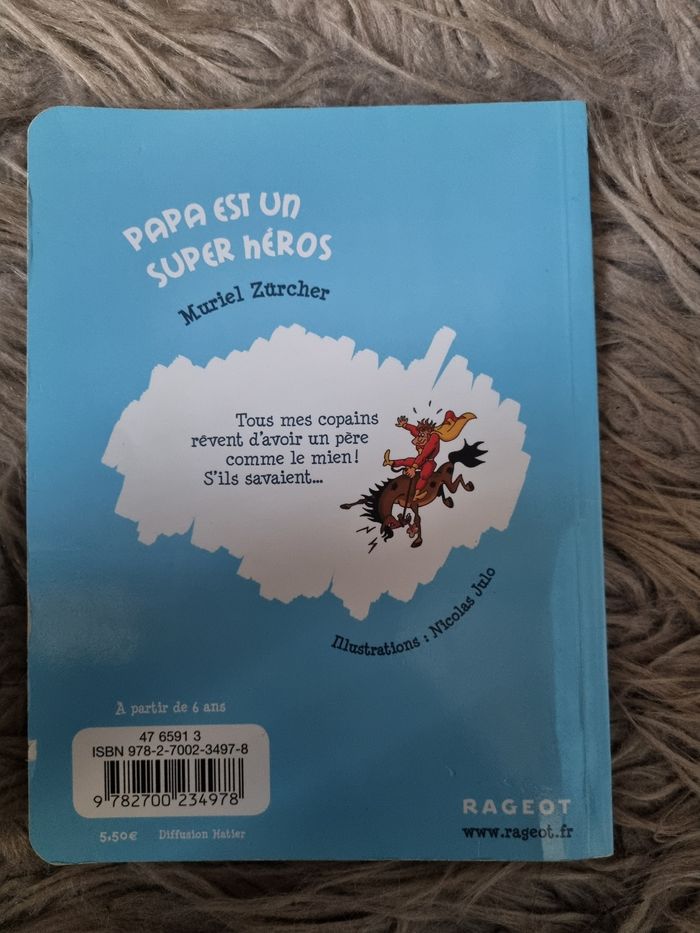 PAPA EST UN
SUPER hÉROS
Muriel Zürcher
Tous mes copains
rêvent d'avoir un père
comme le mien!
S'ils savaient...
Illustrations : Nicolas Julo
A partir de 6 ans
47 6591 3
ISBN 978-2-7002-3497-8
9 782700 234978
5,50€ Diffusion Hatier
RAGEOT
www.rageot.fr